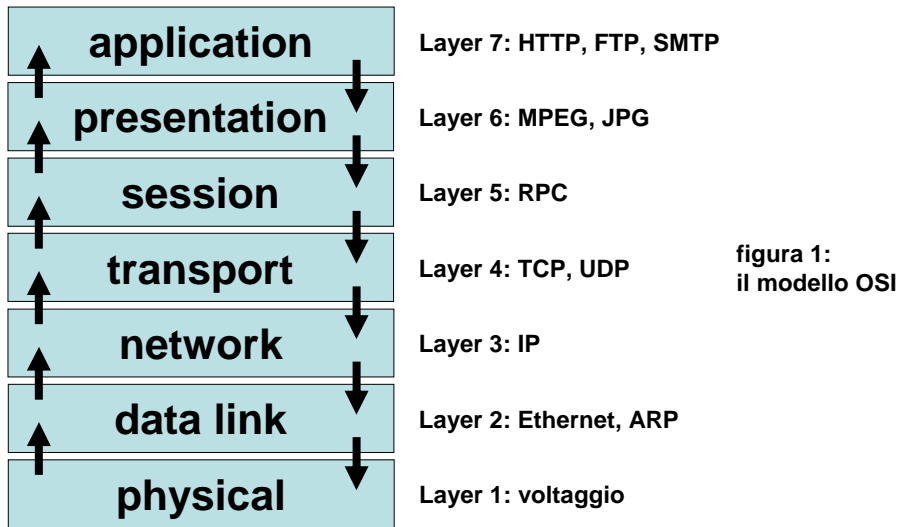 application
Layer 7: HTTP, FTP, SMTP
presentation
Layer 6: MPEG, JPG
session
Layer 5: RPC
transport
Layer 4: TCP, UDP
figura 1:
il modello OSI
network
Layer 3: IP
data link
Layer 2: Ethernet, ARP
physical
Layer 1: voltaggio